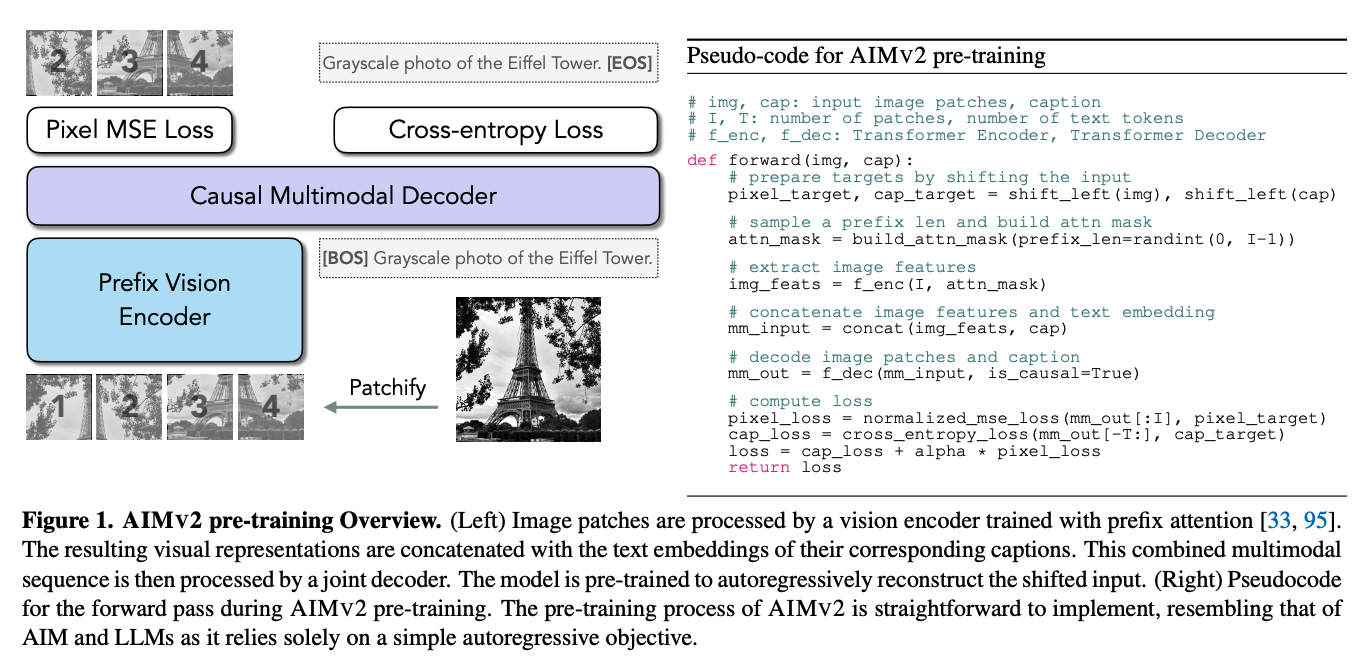 2 3 4
Grayscale photo of the Eiffel Tower. [EOS]
Pixel MSE Loss
Cross-entropy Loss
Causal Multimodal Decoder
Prefix Vision
Encoder
[BOS] Grayscale photo of the Eiffel Tower.
1 2 3 4
Patchify
Pseudo-code for AIMV2 pre-training
# img, cap: input image patches, caption
# I, T: number of patches, number of text tokens
# f_enc, f_dec: Transformer Encoder, Transformer Decoder
def forward(img, cap):
# prepare targets by shifting the input
pixel_target, cap_target = shift_left(img), shift_left(cap)
# sample a prefix len and build attn mask
attn_mask = build_attn_mask(prefix_len=randint(0, I-1))
# extract image features
img_feats = f_enc(I, attn_mask)
# concatenate image features and text embedding
mm_input = concat(img_feats, cap)
# decode image patches and caption
mm_out = f_dec(mm_input, is_causal=True)
# compute loss
pixel_loss = normalized_mse_loss(mm_out[:I], pixel_target)
cap_loss = cross_entropy_loss(mm_out[-T:], cap_target)
loss = cap_loss + alpha * pixel_loss
return loss
Figure 1. AIMV2 pre-training Overview. (Left) Image patches are processed by a vision encoder trained with prefix attention [33, 95].
The resulting visual representations are concatenated with the text embeddings of their corresponding captions. This combined multimodal
sequence is then processed by a joint decoder. The model is pre-trained to autoregressively reconstruct the shifted input. (Right) Pseudocode
for the forward pass during AIMV2 pre-training. The pre-training process of AIMV2 is straightforward to implement, resembling that of
AIM and LLMs as it relies solely on a simple autoregressive objective.